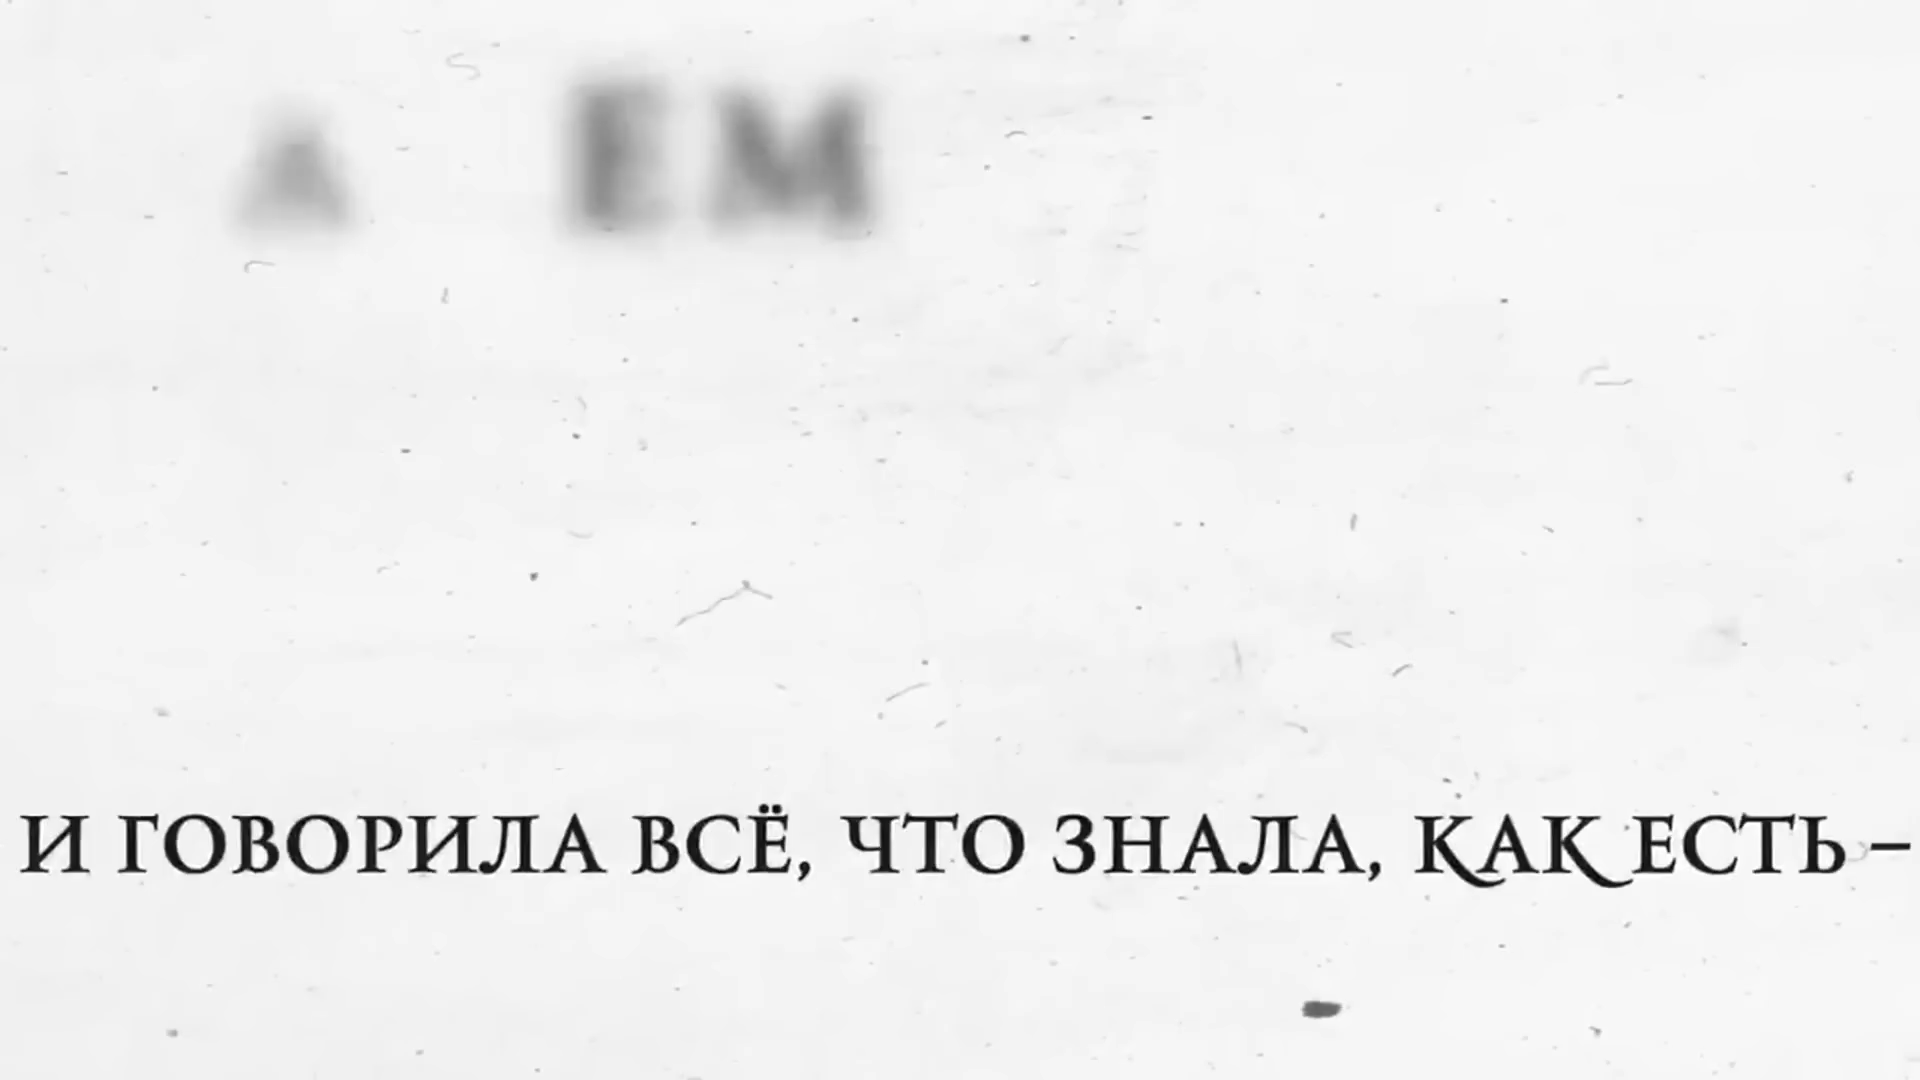 И ГОВОРИЛА ВСЁ, ЧТО ЗНАЛА, КАК ЕСТЬ –